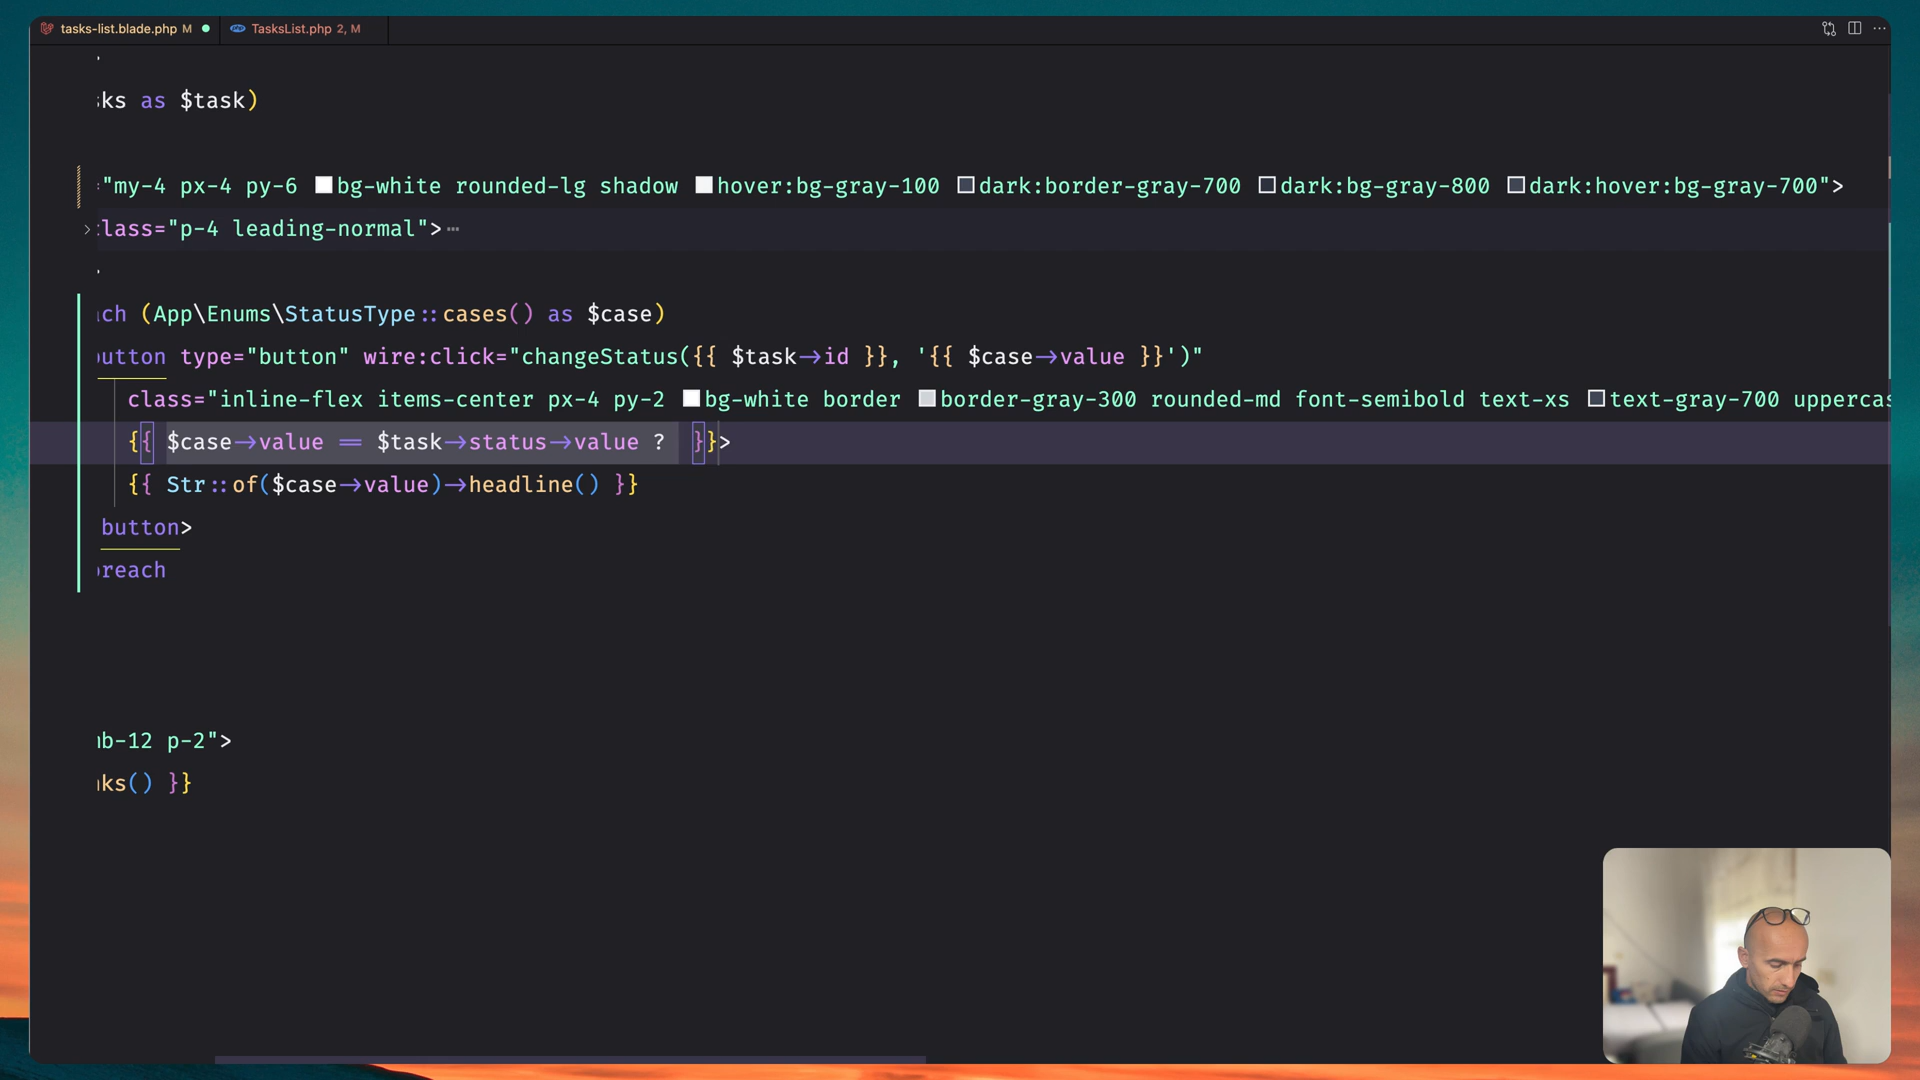 tasks-list.blade.php M
TasksList.php 2, M
ks as $task)
"my-4 px-4 py-6 bg-white rounded-lg shadow hover:bg-gray-100 dark:border-gray-700 dark:bg-gray-800 dark:hover:bg-gray-700">
lass="p-4 leading-normal">
ch (App\Enums\StatusType::cases() as $case)
utton type="button" wire:click="changeStatus({{ $task->id }}, '{{ $case->value }}')"
class="inline-flex items-center px-4 py-2 bg-white border border-gray-300 rounded-md font-semibold text-xs text-gray-700 uppercas
{{ $case->value == $task->status->value ? }}>
{{ Str::of($case->value)->headline() }}
button>
reach
b-12 p-2">
ks() }}